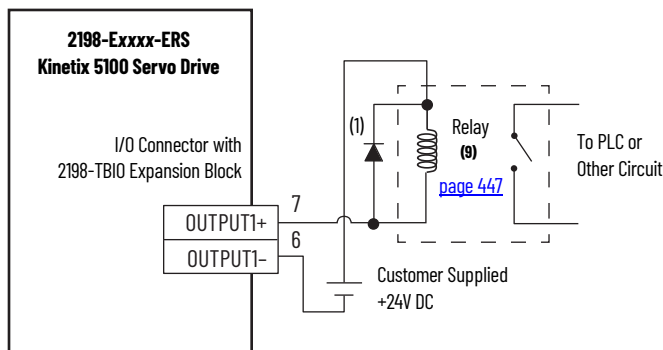 2198-Exxxx-ERS
Kinetix 5100 Servo Drive
I/O Connector with
2198-TBIO Expansion Block
OUTPUT1+
7
OUTPUT1–
6
(1)
Relay
(9)
page 447
To PLC or
Other Circuit
Customer Supplied
+24V DC